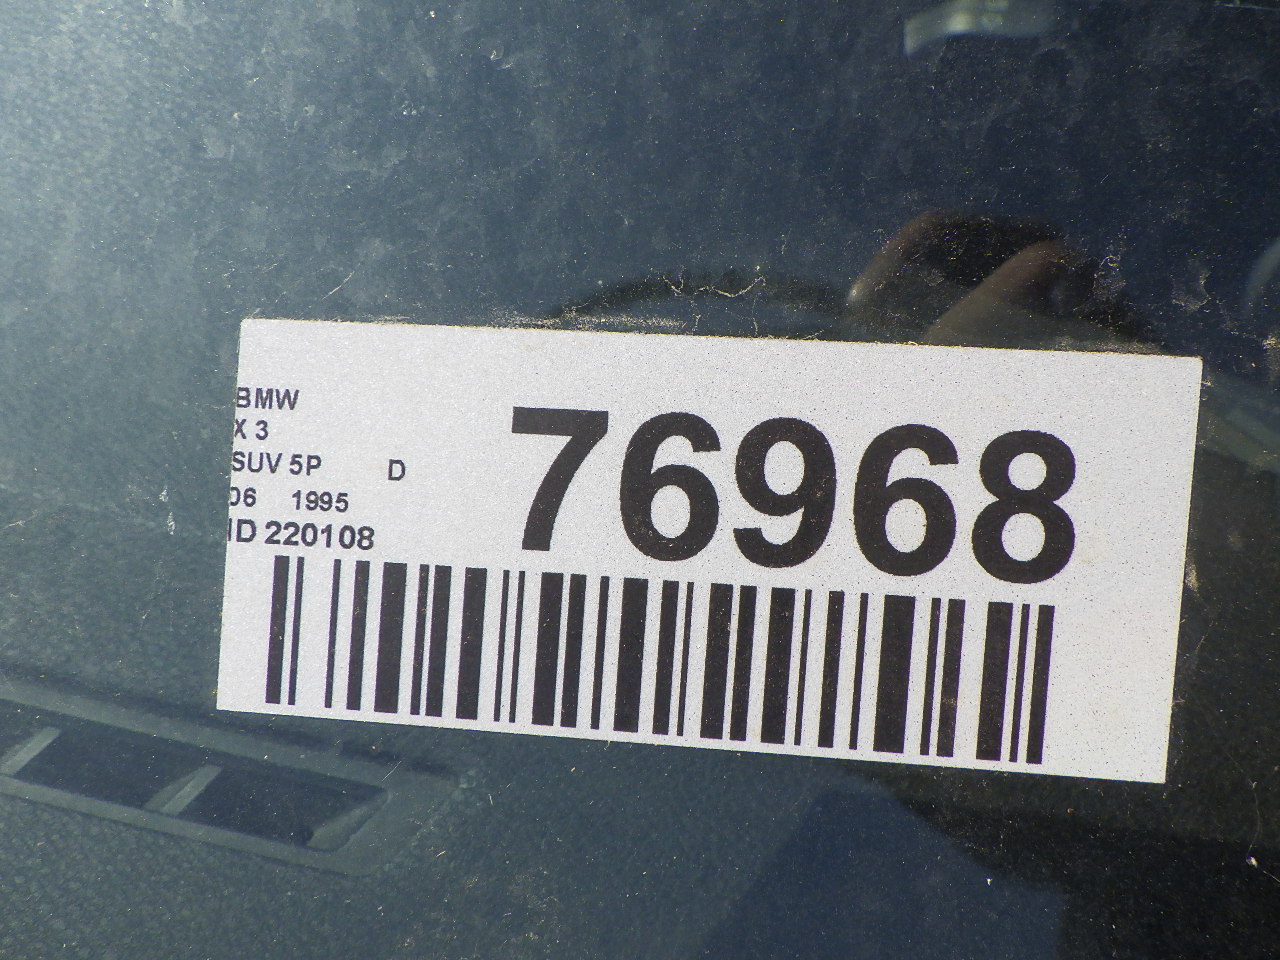 BMW
X 3
SUV 5P D
06 1995
ID 220108
76968